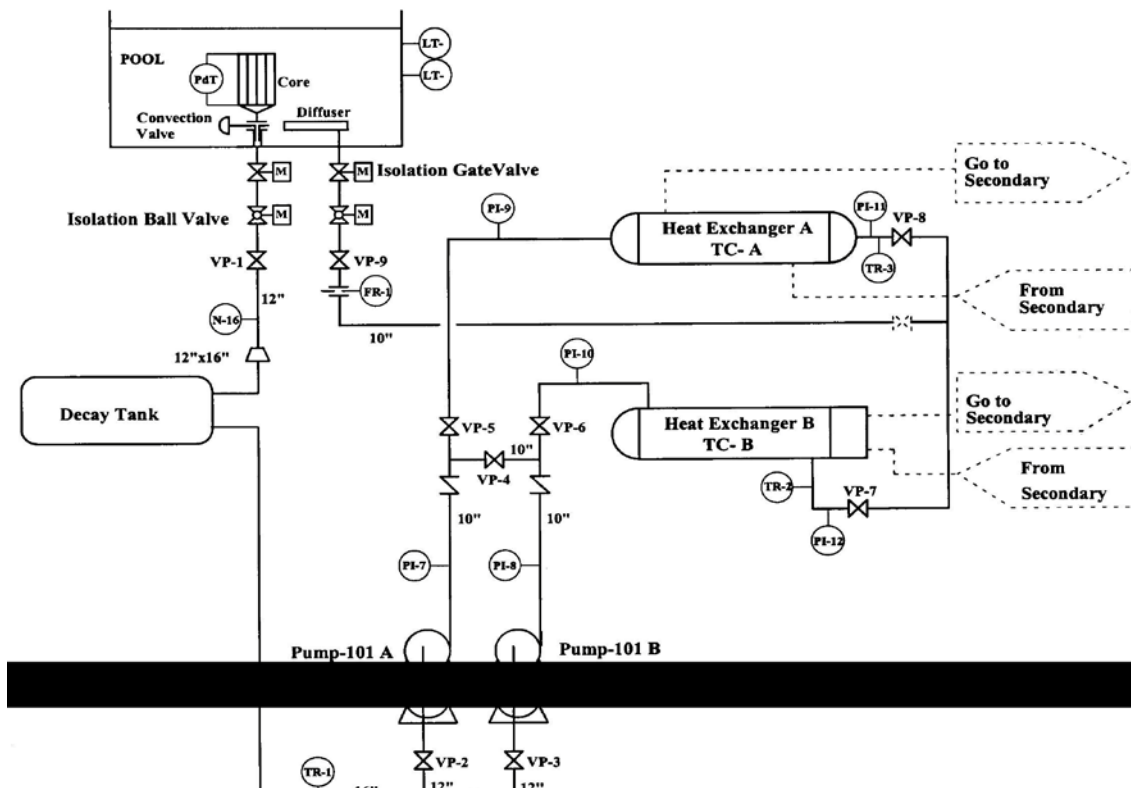 POOL
LT-
LT-
PdT
Core
Convection
Valve
Diffuser
M
M
Isolation GateValve
Isolation Ball Valve
M
M
VP-1
VP-9
12"
FR-1
N-16
12"x16"
10"
Decay Tank
PI-9
Heat Exchanger A
TC- A
PI-11
VP-8
TR-3
Go to
Secondary
From
Secondary
PI-10
VP-5
VP-6
10"
VP-4
Heat Exchanger B
TC- B
TR-2
VP-7
PI-12
Go to
Secondary
From
Secondary
10"
10"
PI-7
PI-8
Pump-101 A
Pump-101 B
VP-2
VP-3
TR-1
16"
12"
12"